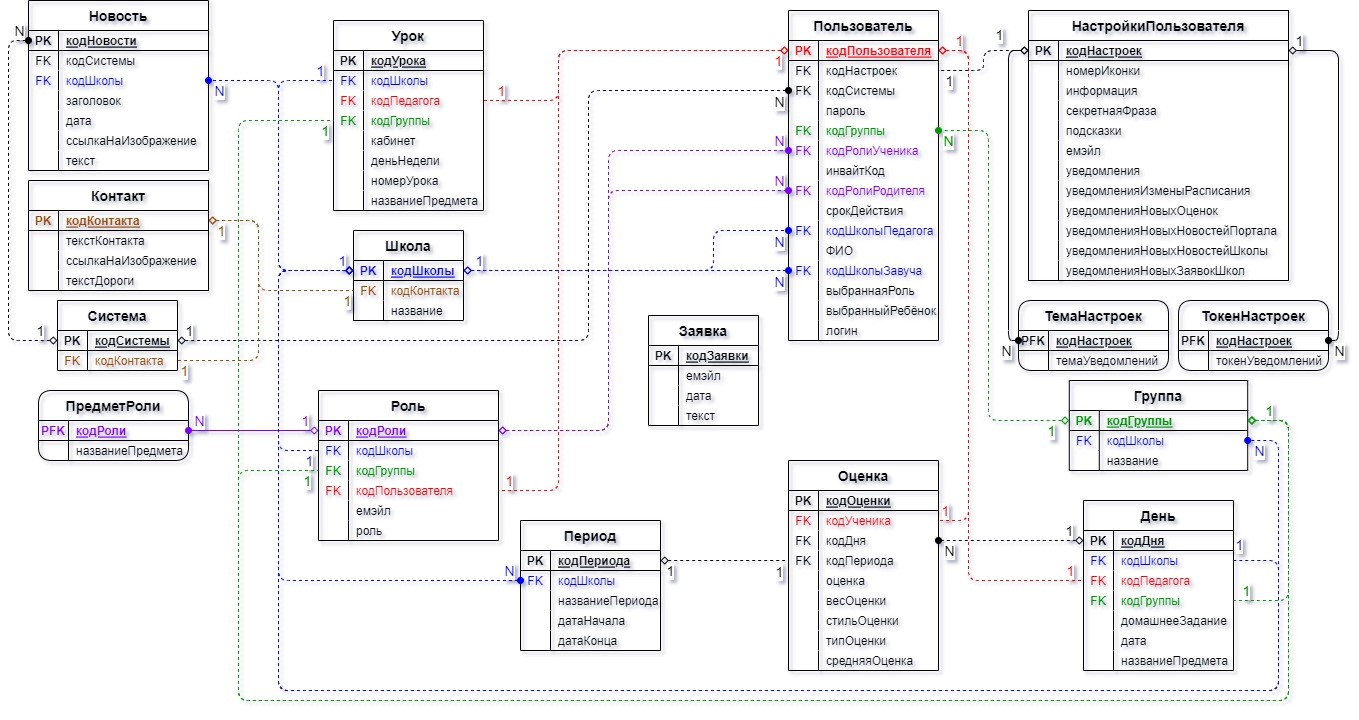 Новость
PK кодНовости
FK кодСистемы
FK кодШколы
заголовок
дата
ссылкаНаИзображение
текст
N
N
Контакт
PK кодКонтакта
текстКонтакта
ссылкаНаИзображение
текстДороги
1
Система
PK кодСистемы
FK кодКонтакта
1
1
1
ПредметРоли
PFK кодРоли
названиеПредмета
N
Урок
PK кодУрока
FK кодШколы
FK кодПедагога
FK кодГруппы
кабинет
деньНедели
номерУрока
названиеПредмета
1
1
1
Школа
PK кодШколы
FK кодКонтакта
название
1
1
1
Роль
PK кодРоли
FK кодШколы
FK кодГруппы
FK кодПользователя
емэйл
роль
1
1
1
1
Период
PK кодПериода
FK кодШколы
названиеПериода
датаНачала
датаКонца
N
1
Заявка
PK кодЗаявки
емэйл
дата
текст
Пользователь
PK кодПользователя
FK кодНастроек
FK кодСистемы
пароль
FK кодГруппы
FK кодРолиУченика
инвайтКод
FK кодРолиРодителя
срокДействия
FK кодШколыПедагога
ФИО
FK кодШколыЗавуча
выбраннаяРоль
выбранныйРебёнок
логин
1
N
N
N
N
N
1
1
N
Оценка
PK кодОценки
FK кодУченика
FK кодДня
FK кодПериода
оценка
весОценки
стильОценки
типОценки
средняяОценка
1
1
N
НастройкиПользователя
PK кодНастроек
номерИконки
информация
секретнаяФраза
подсказки
емэйл
уведомления
уведомленияИзмены​Расписания
уведомленияНовыхОценок
уведомленияНовыхНовостейПортала
уведомленияНовыхНовостейШколы
уведомленияНовыхЗаявокШкол
1
1
ТемаНастроек
PFK кодНастроек
темаУведомлений
N
ТокенНастроек
PFK кодНастроек
токенУведомлений
N
Группа
PK кодГруппы
FK кодШколы
название
1
1
N
День
PK кодДня
FK кодШколы
FK кодПедагога
FK кодГруппы
домашнееЗадание
дата
названиеПредмета
1
1
1
1